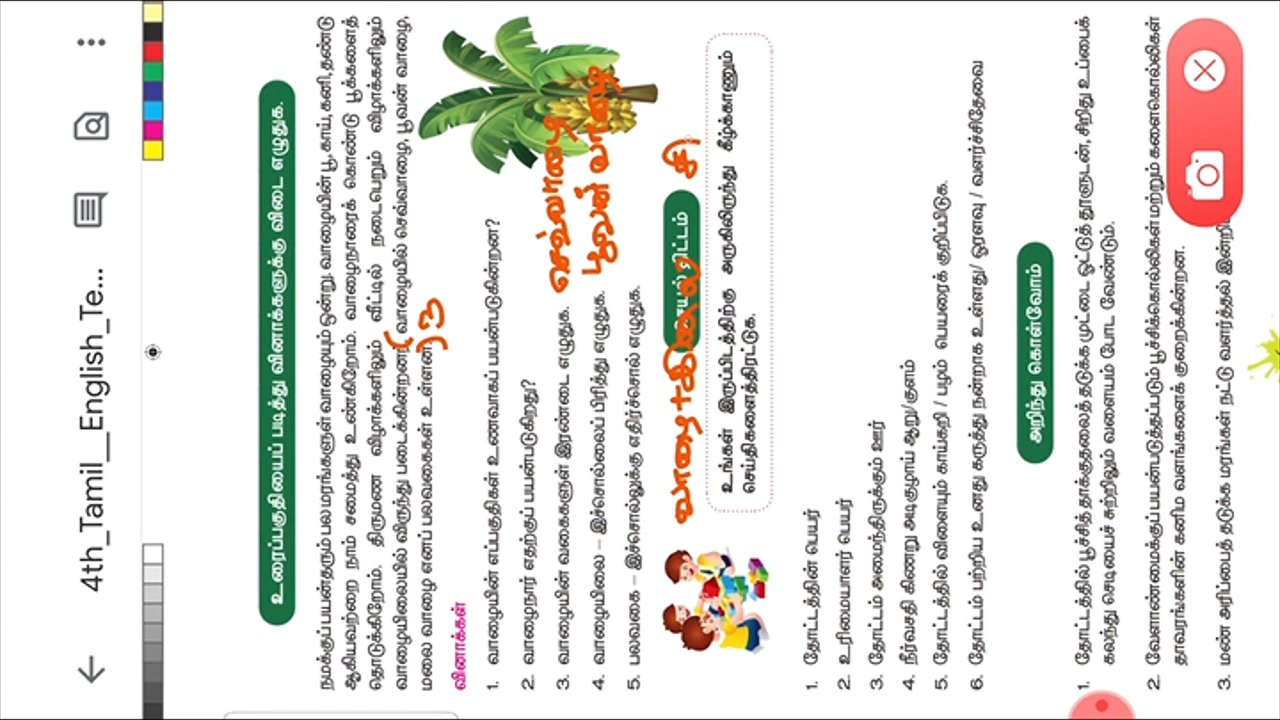 4th_Tamil__English_Te...
உரைப்பகுதியைப் படித்து வினாக்களுக்கு விடை எழுதுக.
நமக்குப் பயன்தரும் பல மரங்களுள் வாழையும் ஒன்று. வாழையின் பூ, காய், கனி, தண்டு
ஆகியவற்றை நாம் சமைத்து உண்கிறோம். வாழைநாரைக் கொண்டு பூக்களைத்
தொடுக்கிறோம். திருமண விழாக்களிலும் வீட்டில் நடைபெறும் விழாக்களிலும்
வாழையிலையில் விருந்து படைக்கின்றனர். வாழையில் செவ்வாழை, பூவன் வாழை,
மலை வாழை எனப் பலவகைகள் உள்ளன.
வினாக்கள்
1. வாழையின் எப்பகுதிகள் உணவாகப் பயன்படுகின்றன?
2. வாழைநார் எதற்குப் பயன்படுகிறது?
3. வாழையின் வகைகளுள் இரண்டை எழுதுக. செவ்வாழை
பூவன் வாழை
4. வாழையிலை – இச்சொல்லைப் பிரித்து எழுதுக.
5. பலவகை – இச்சொல்லுக்கு எதிர்ச்சொல் எழுதுக.
வாழை+இலை சி
செயல் திட்டம்
உங்கள் இருப்பிடத்திற்கு அருகிலிருந்து கீழ்க்காணும்
செய்திகளைத்திரட்டுக.
1. தோட்டத்தின் பெயர்
2. உரிமையாளர் பெயர்
3. தோட்டம் அமைந்திருக்கும் ஊர்
4. நீர்வசதி கிணறு அடிகுழாய் ஆறு/குளம்
5. தோட்டத்தில் விளையும் காய்கறி / பழம் பெயரைக் குறிப்பிடுக.
6. தோட்டம் பற்றிய உனது கருத்து நன்றாக உள்ளது/ ஓரளவு / வளர்ச்சிதேவை
அறிந்து கொள்வோம்
1. தோட்டத்தில் பூச்சித் தாக்குதலைத் தடுக்க முட்டை ஓட்டுத் தூளுடன், சிறிது உப்பைக்
கலந்து செடியைச் சுற்றிலும் வளையம் போட வேண்டும்.
2. வேளாண்மைக்குப் பயன்படுத்தப்படும் பூச்சிக்கொல்லிகள் மற்றும் களைகொல்லிகள்
தாவரங்களின் கனிம வளங்களைக் குறைக்கின்றன.
3. மண் அரிப்பைத் தடுக்க மரங்கள் நட்டு வளர்த்தல்